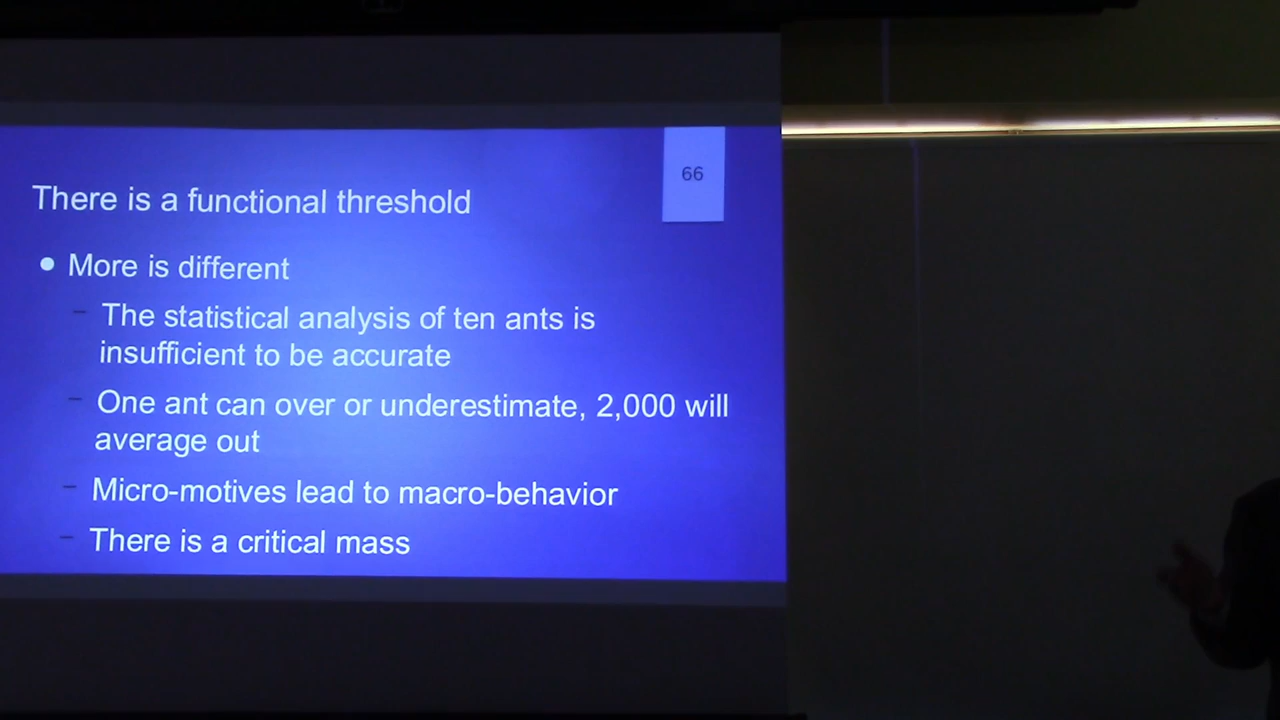 66
There is a functional threshold
● More is different
– The statistical analysis of ten ants is
insufficient to be accurate
– One ant can over or underestimate, 2,000 will
average out
– Micro-motives lead to macro-behavior
– There is a critical mass